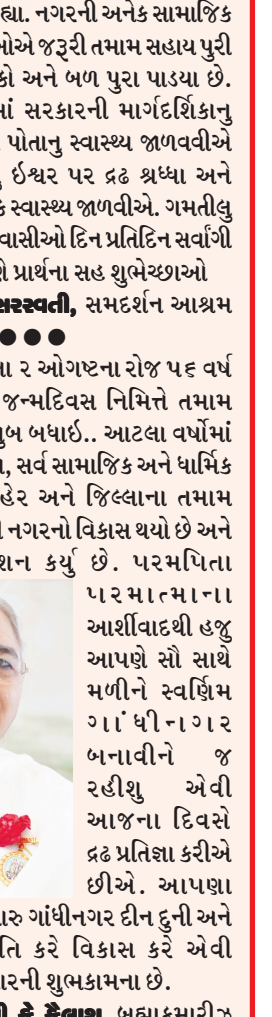 હ્યા. નગરની અનેક સામાજિક
ઓએ જરૂરી તમામ સહાય પુરી
કો અને બળ પુરા પાડયા છે.
માં સરકારની માર્ગદર્શિકાનુ
પોતાનુ સ્વાસ્થ્ય જાળવવીએ
ઇશ્વર પર દ્રઢ શ્રધ્ધા અને
ક સ્વાસ્થ્ય જાળવીએ. ગમતીલુ
વાસીઓ દિન પ્રતિદિન સર્વાંગી
ણે પ્રાર્થના સહ શુભેચ્છાઓ
સરસ્વતી, સમદર્શન આશ્રમ
●●●
ના ૨ ઓગષ્ટના રોજ ૫૬ વર્ષ
જન્મદિવસ નિમિત્તે તમામ
ખુબ બધાઇ.. આટલા વર્ષોમાં
, સર્વ સામાજિક અને ધાર્મિક
હેર અને જિલ્લાના તમામ
ી નગરનો વિકાસ થયો છે અને
શન કર્યુ છે. પરમપિતા
પરમાત્માના
આર્શીવાદથી હજુ
આપણે સૌ સાથે
મળીને સ્વર્ણિમ
ગાંધીનગર
બનાવીને જ
રહીશુ એવી
આજના દિવસે
દ્રઢ પ્રતિજ્ઞા કરીએ
છીએ. આપણા
ારુ ગાંધીનગર દીન દુની અને
તિ કરે વિકાસ કરે એવી
ારની શુભકામના છે.
કૈલાશ, બ્રહ્માકુમારીઝ